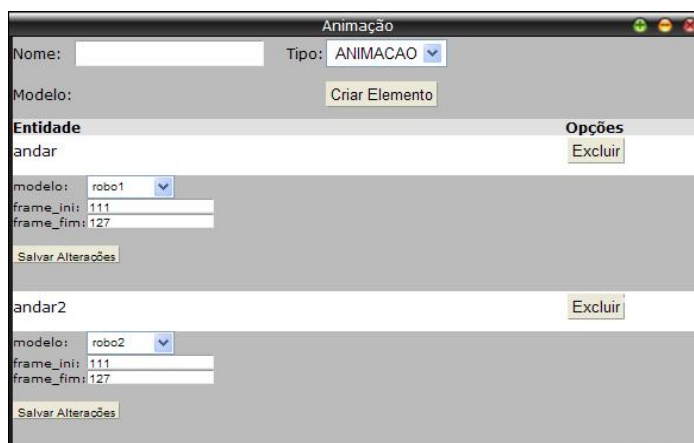 Animação
Nome: Tipo: ANIMACAO
Modelo: Criar Elemento
Entidade Opções
andar Excluir
modelo: robo1
frame_ini: 111
frame_fim: 127
Salvar Alterações
andar2 Excluir
modelo: robo2
frame_ini: 111
frame_fim: 127
Salvar Alterações